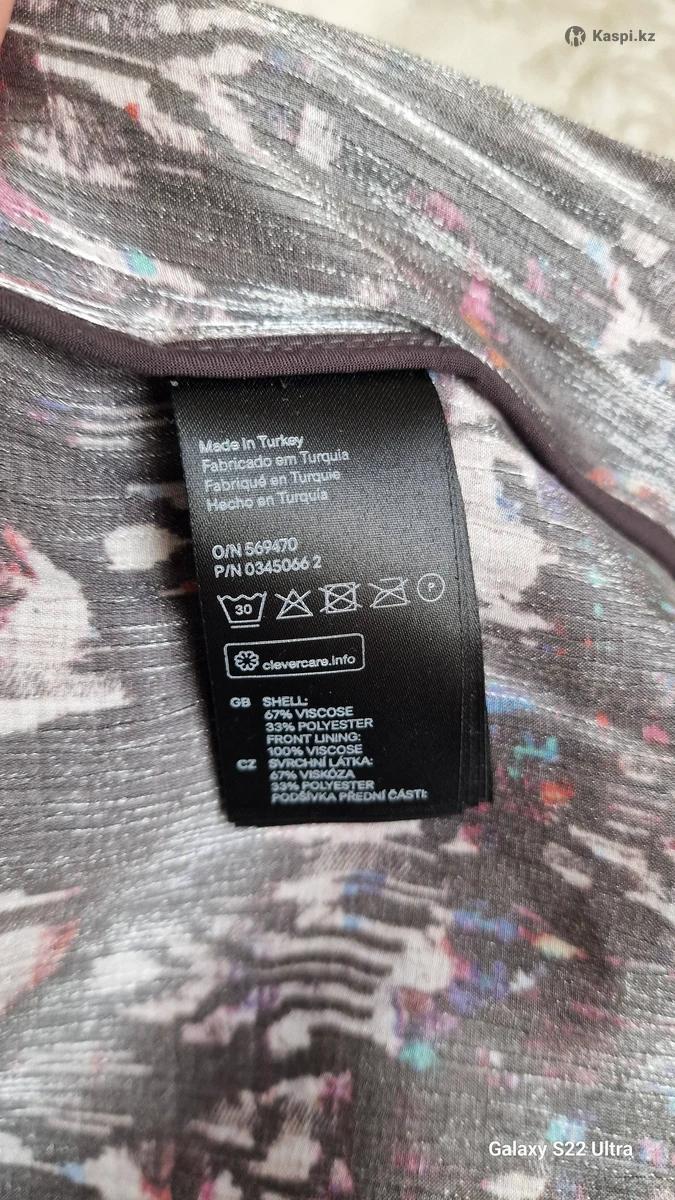 Kaspi.kz
Made in Turkey
Fabricado em Turquia
Fabriqué en Turquie
Hecho en Turquía
O/N 569470
P/N 0345066 2
30
P
clevercare.info
GB SHELL:
67% VISCOSE
33% POLYESTER
FRONT LINING:
100% VISCOSE
CZ SVRCHNÍ LÁTKA:
67% VISKÓZA
33% POLYESTER
PODŠÍVKA PŘEDNÍ ČÁSTI:
Galaxy S22 Ultra